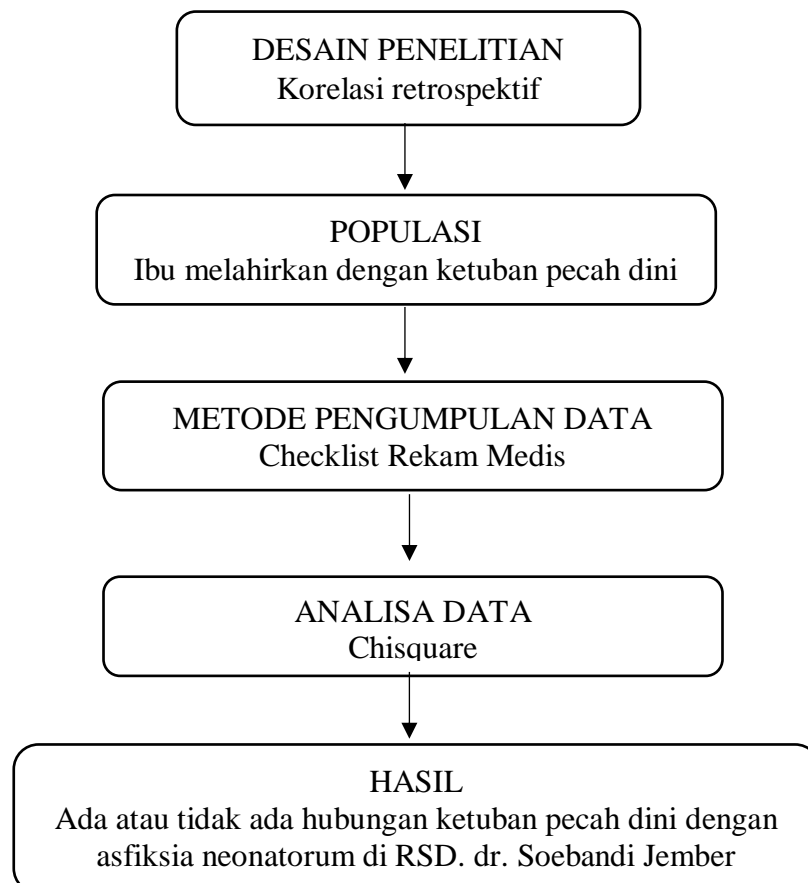 DESAIN PENELITIAN
Korelasi retrospektif
POPULASI
Ibu melahirkan dengan ketuban pecah dini
METODE PENGUMPULAN DATA
Checklist Rekam Medis
ANALISA DATA
Chisquare
HASIL
Ada atau tidak ada hubungan ketuban pecah dini dengan
asfiksia neonatorum di RSD. dr. Soebandi Jember